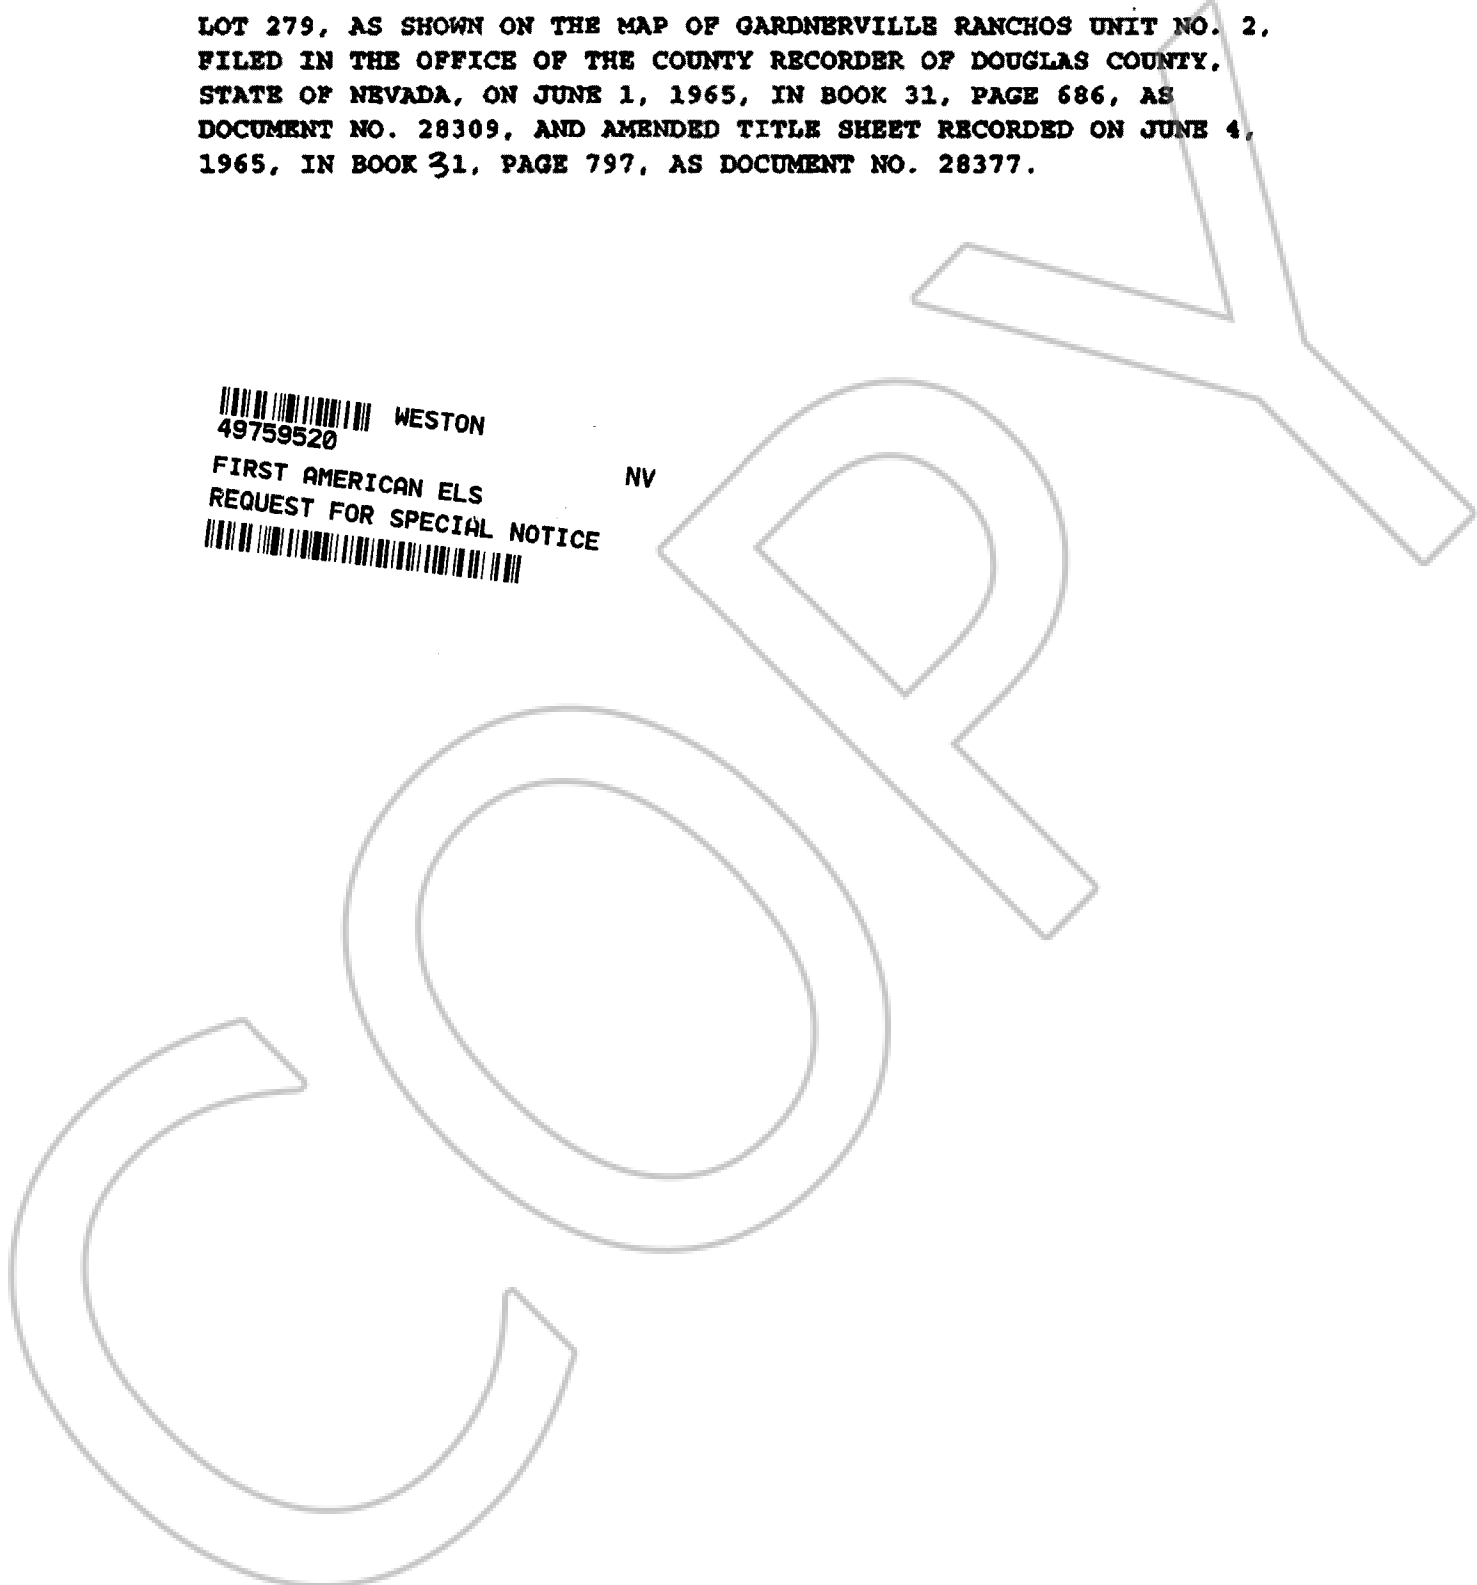 LOT 279, AS SHOWN ON THE MAP OF GARDNERVILLE RANCHOS UNIT NO. 2,
FILED IN THE OFFICE OF THE COUNTY RECORDER OF DOUGLAS COUNTY,
STATE OF NEVADA, ON JUNE 1, 1965, IN BOOK 31, PAGE 686, AS
DOCUMENT NO. 28309, AND AMENDED TITLE SHEET RECORDED ON JUNE 4,
1965, IN BOOK 31, PAGE 797, AS DOCUMENT NO. 28377.
WESTON
49759520
FIRST AMERICAN ELS NV
REQUEST FOR SPECIAL NOTICE
COPY